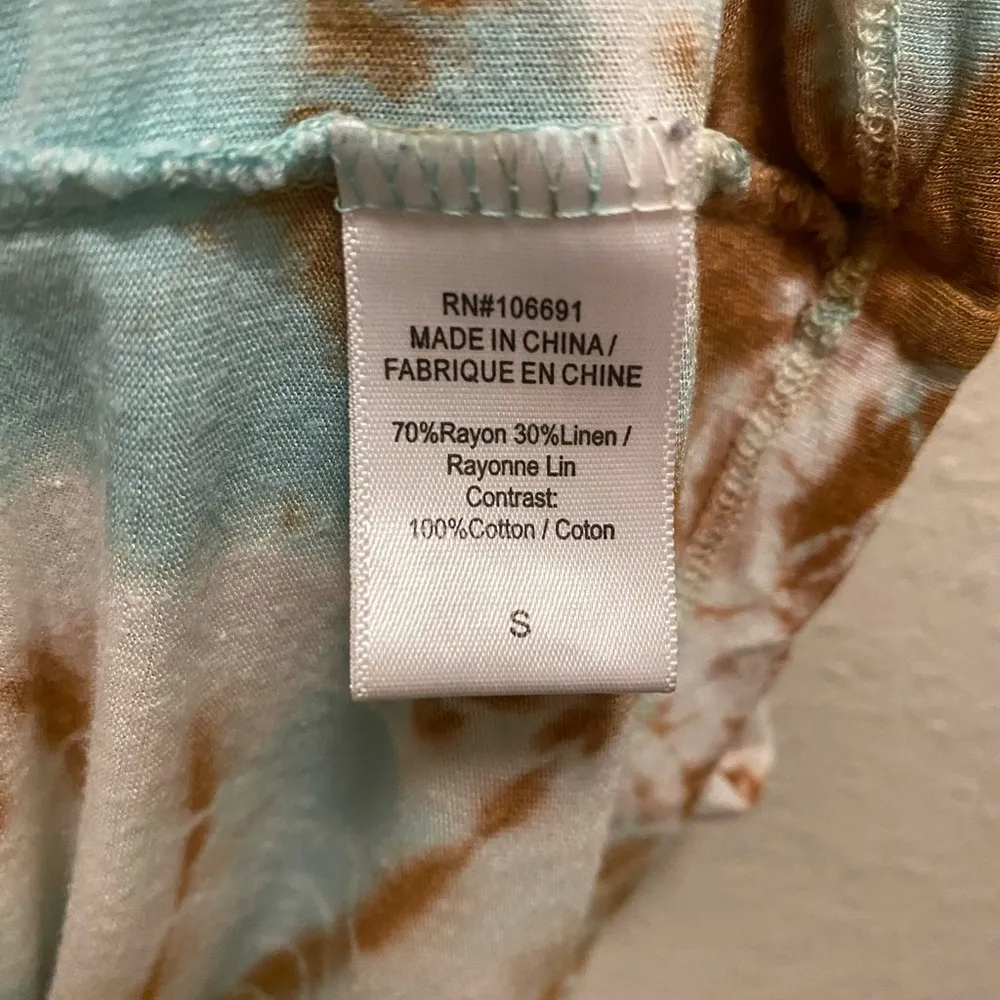 RN#106691
MADE IN CHINA/
FABRIQUE EN CHINE
70%Rayon 30%Linen /
Rayonne Lin
Contrast:
100%Cotton / Coton
S